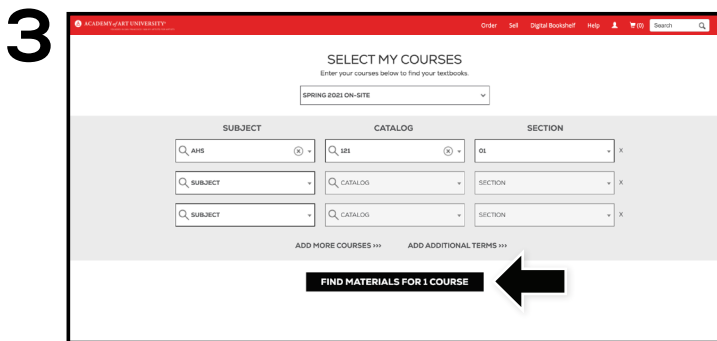 3
ACADEMY of ART UNIVERSITY
Order Sell Digital Bookshelf Help (0) Search
SELECT MY COURSES
Enter your courses below to find your textbooks.
SPRING 2021 ON-SITE
SUBJECT CATALOG SECTION
AHS 121 01 X
SUBJECT CATALOG SECTION X
SUBJECT CATALOG SECTION X
ADD MORE COURSES >>> ADD ADDITIONAL TERMS >>>
FIND MATERIALS FOR 1 COURSE